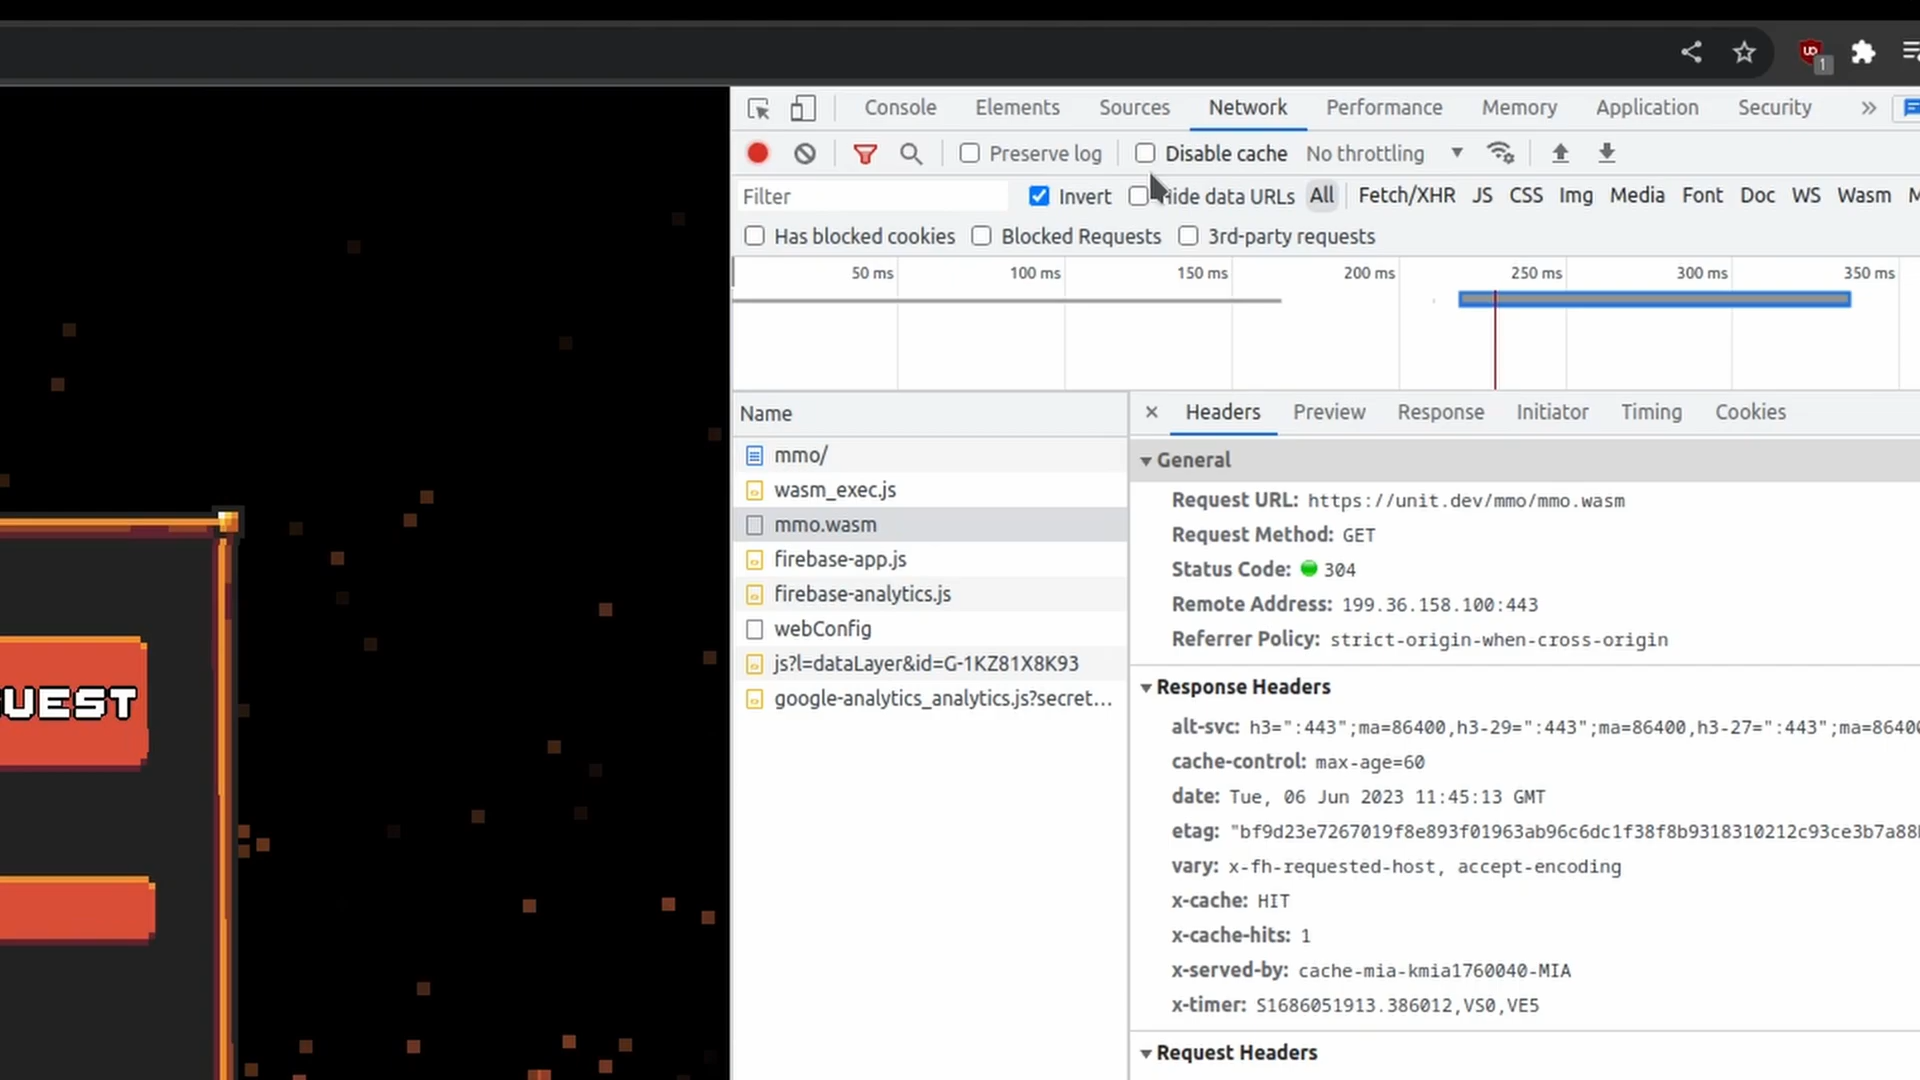 UD
1
Console Elements Sources Network Performance Memory Application Security »
Preserve log Disable cache No throttling
Filter Invert Hide data URLs All Fetch/XHR JS CSS Img Media Font Doc WS Wasm M
Has blocked cookies Blocked Requests 3rd-party requests
50 ms 100 ms 150 ms 200 ms 250 ms 300 ms 350 ms
Name
mmo/
wasm_exec.js
mmo.wasm
firebase-app.js
firebase-analytics.js
webConfig
js?l=dataLayer&id=G-1KZ81X8K93
google-analytics_analytics.js?secret...
× Headers Preview Response Initiator Timing Cookies
General
Request URL: https://unit.dev/mmo/mmo.wasm
Request Method: GET
Status Code: 304
Remote Address: 199.36.158.100:443
Referrer Policy: strict-origin-when-cross-origin
Response Headers
alt-svc: h3=":443";ma=86400,h3-29=":443";ma=86400,h3-27=":443";ma=8640
cache-control: max-age=60
date: Tue, 06 Jun 2023 11:45:13 GMT
etag: "bf9d23e7267019f8e893f01963ab96c6dc1f38f8b9318310212c93ce3b7a88
vary: x-fh-requested-host, accept-encoding
x-cache: HIT
x-cache-hits: 1
x-served-by: cache-mia-kmia1760040-MIA
x-timer: S1686051913.386012,VS0,VE5
Request Headers
UEST